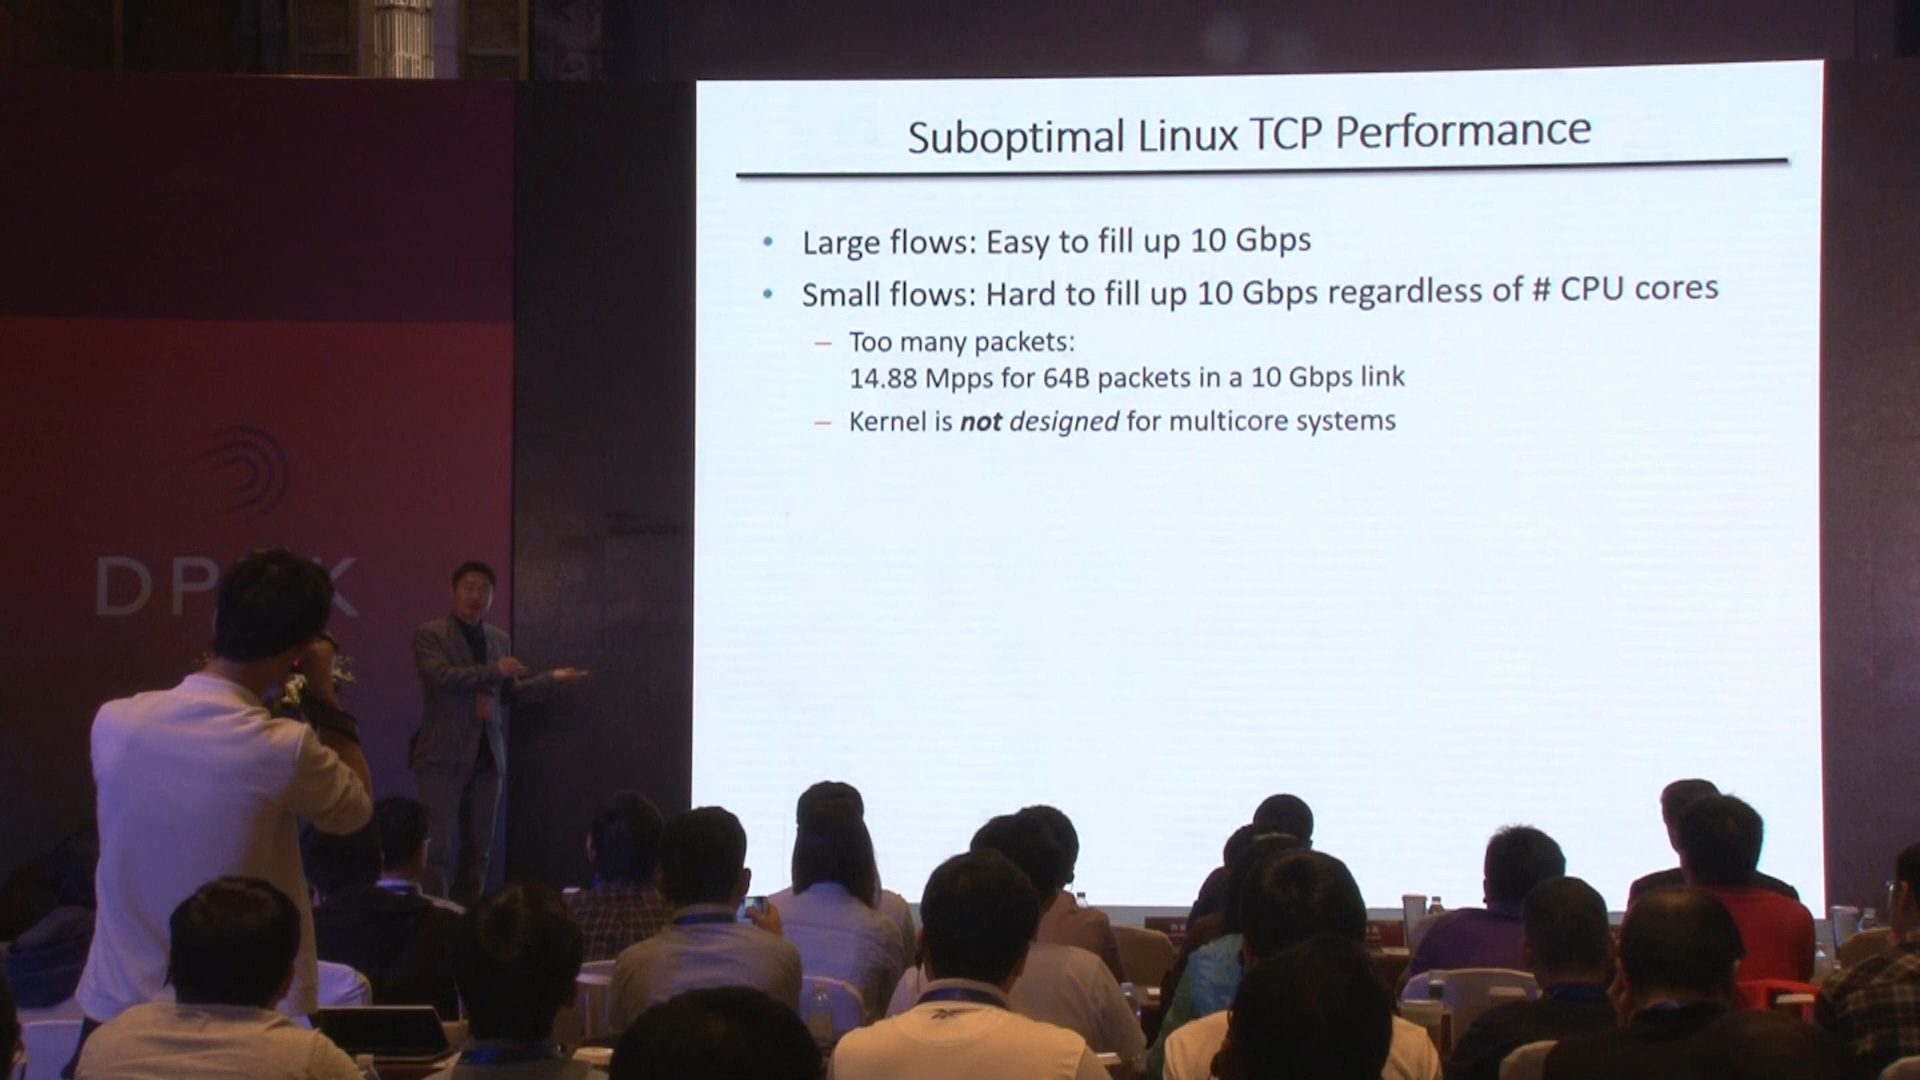 Suboptimal Linux TCP Performance
• Large flows: Easy to fill up 10 Gbps
• Small flows: Hard to fill up 10 Gbps regardless of # CPU cores
– Too many packets:
14.88 Mpps for 64B packets in a 10 Gbps link
– Kernel is not designed for multicore systems
DP K